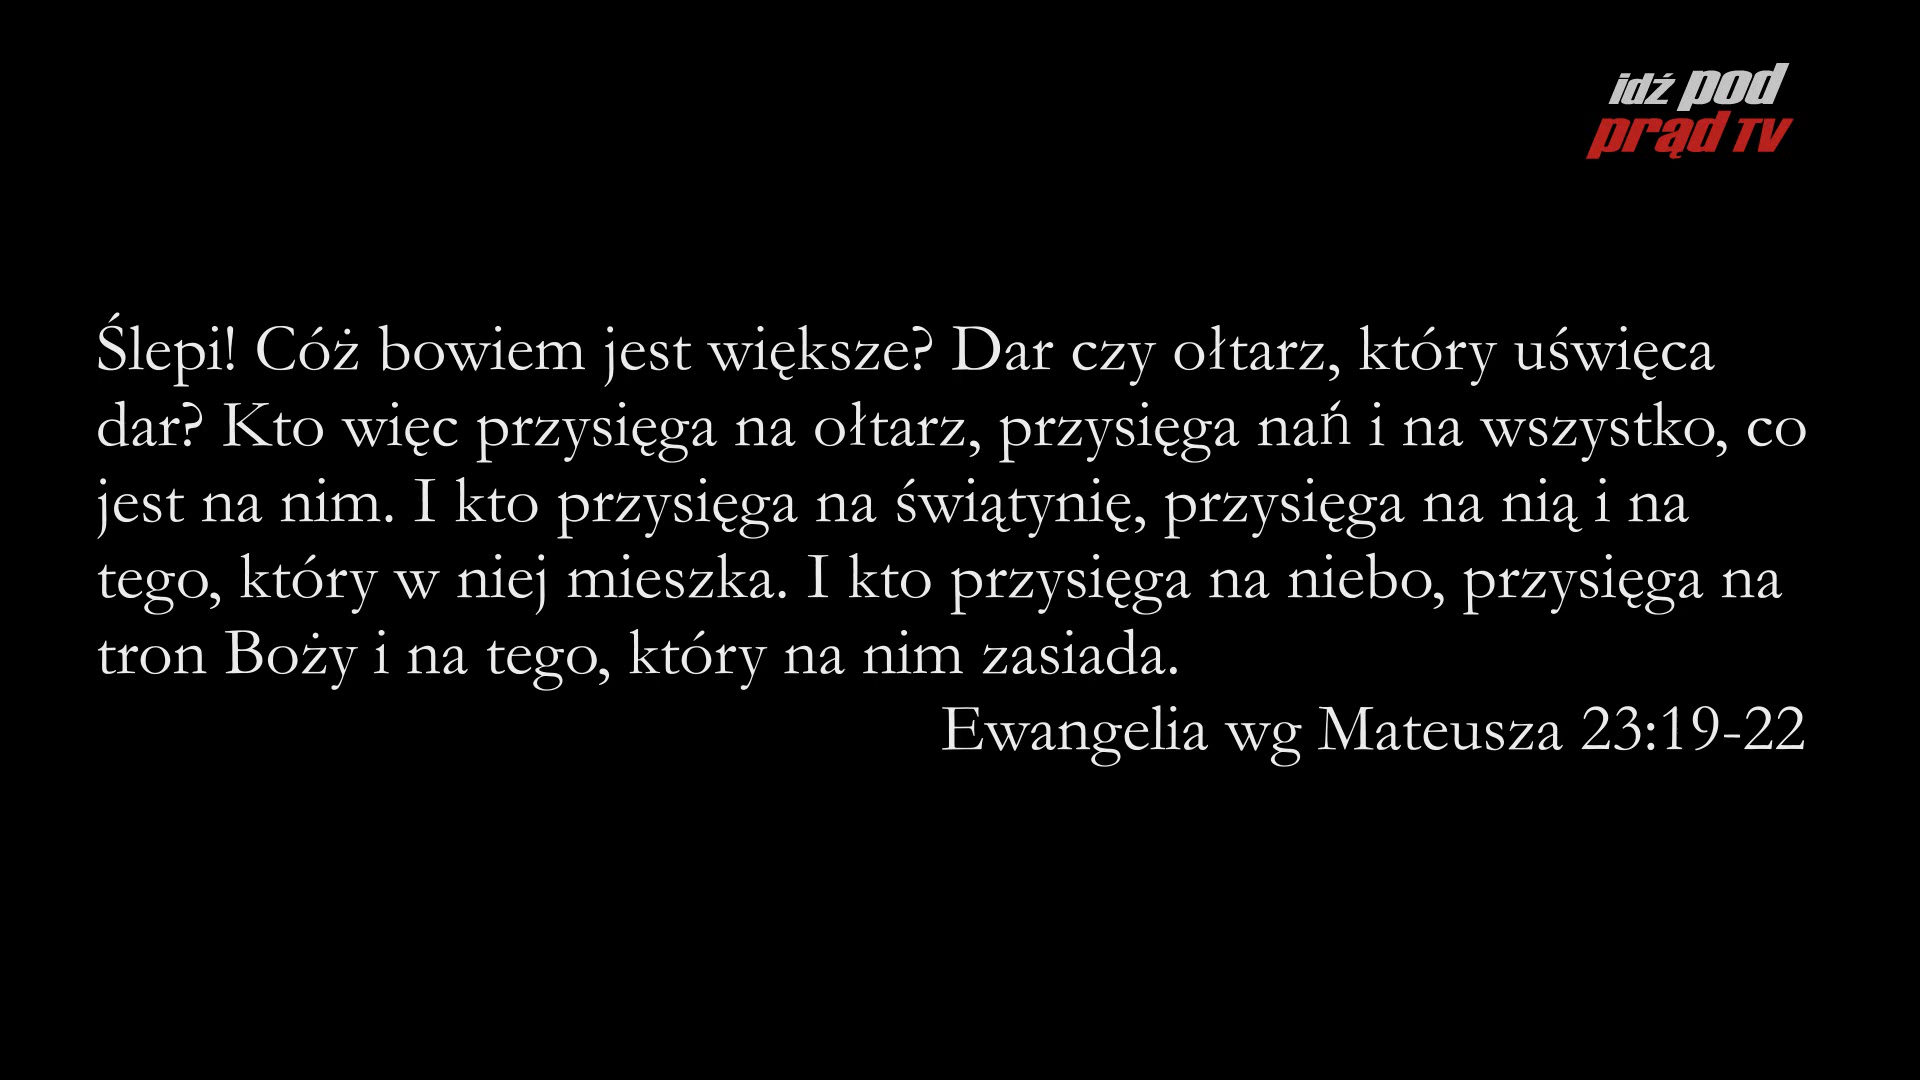 idź pod
prąd TV
Ślepi! Cóż bowiem jest większe? Dar czy ołtarz, który uświęca
dar? Kto więc przysięga na ołtarz, przysięga nań i na wszystko, co
jest na nim. I kto przysięga na świątynię, przysięga na nią i na
tego, który w niej mieszka. I kto przysięga na niebo, przysięga na
tron Boży i na tego, który na nim zasiada.
Ewangelia wg Mateusza 23:19-22